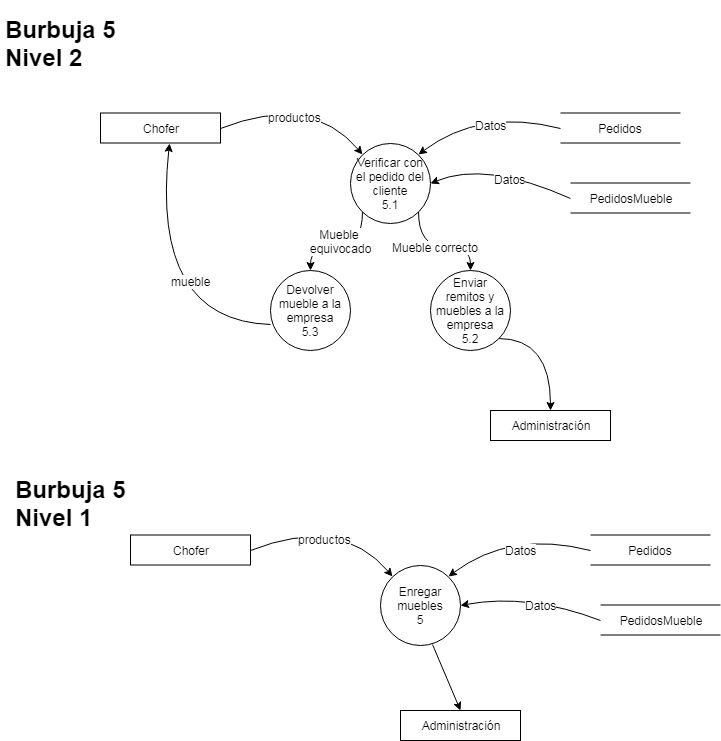 Burbuja 5
Nivel 2
Chofer
productos
Datos
Pedidos
Verificar con
el pedido del
cliente
5.1
Datos
PedidosMueble
Mueble
equivocado
Mueble correcto
mueble
Devolver
mueble a la
empresa
5.3
Enviar
remitos y
muebles a la
empresa
5.2
Administración
Burbuja 5
Nivel 1
Chofer
productos
Datos
Pedidos
Enregar
muebles
5
Datos
PedidosMueble
Administración